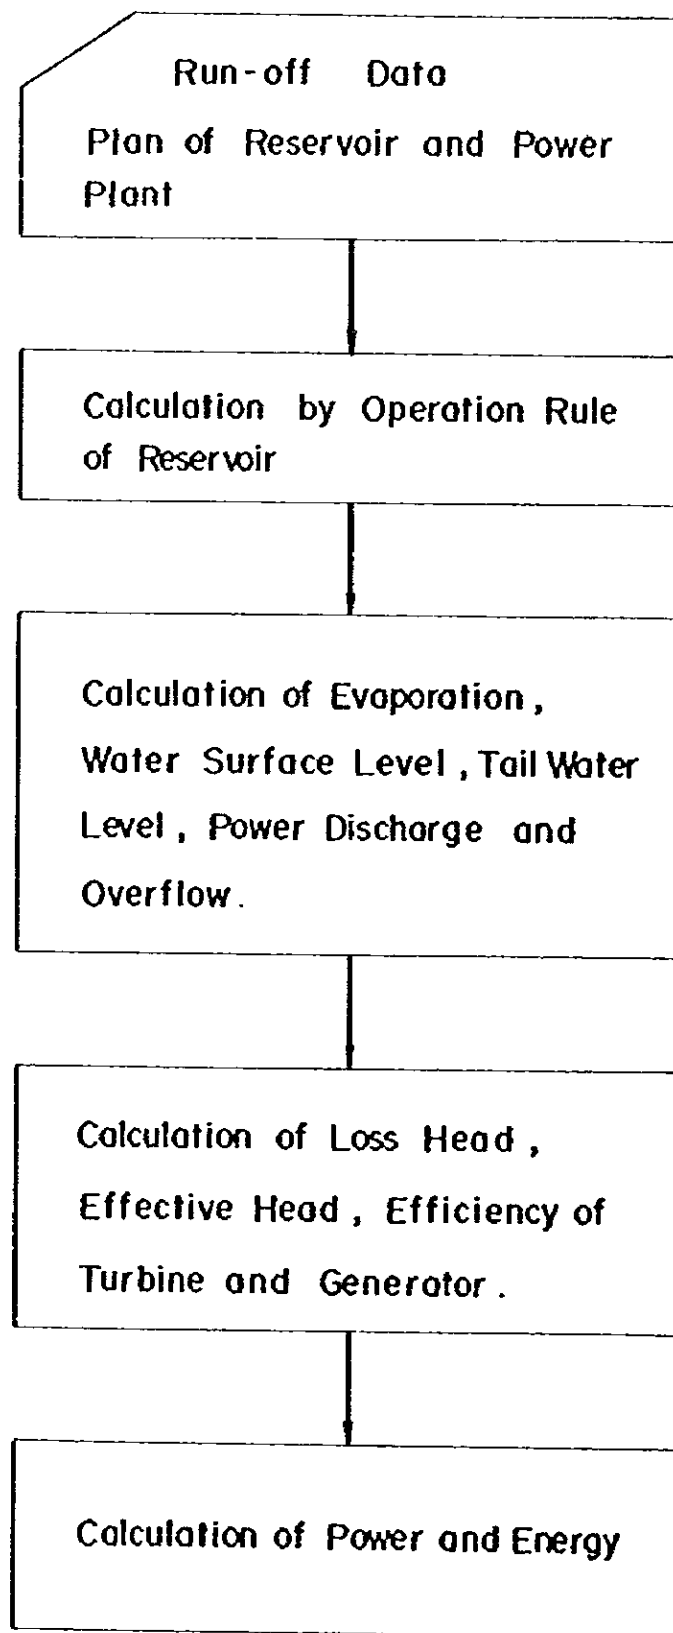 Run-off Data
Plan of Reservoir and Power
Plant
Calculation by Operation Rule
of Reservoir
Calculation of Evaporation,
Water Surface Level, Tail Water
Level, Power Discharge and
Overflow.
Calculation of Loss Head,
Effective Head, Efficiency of
Turbine and Generator.
Calculation of Power and Energy